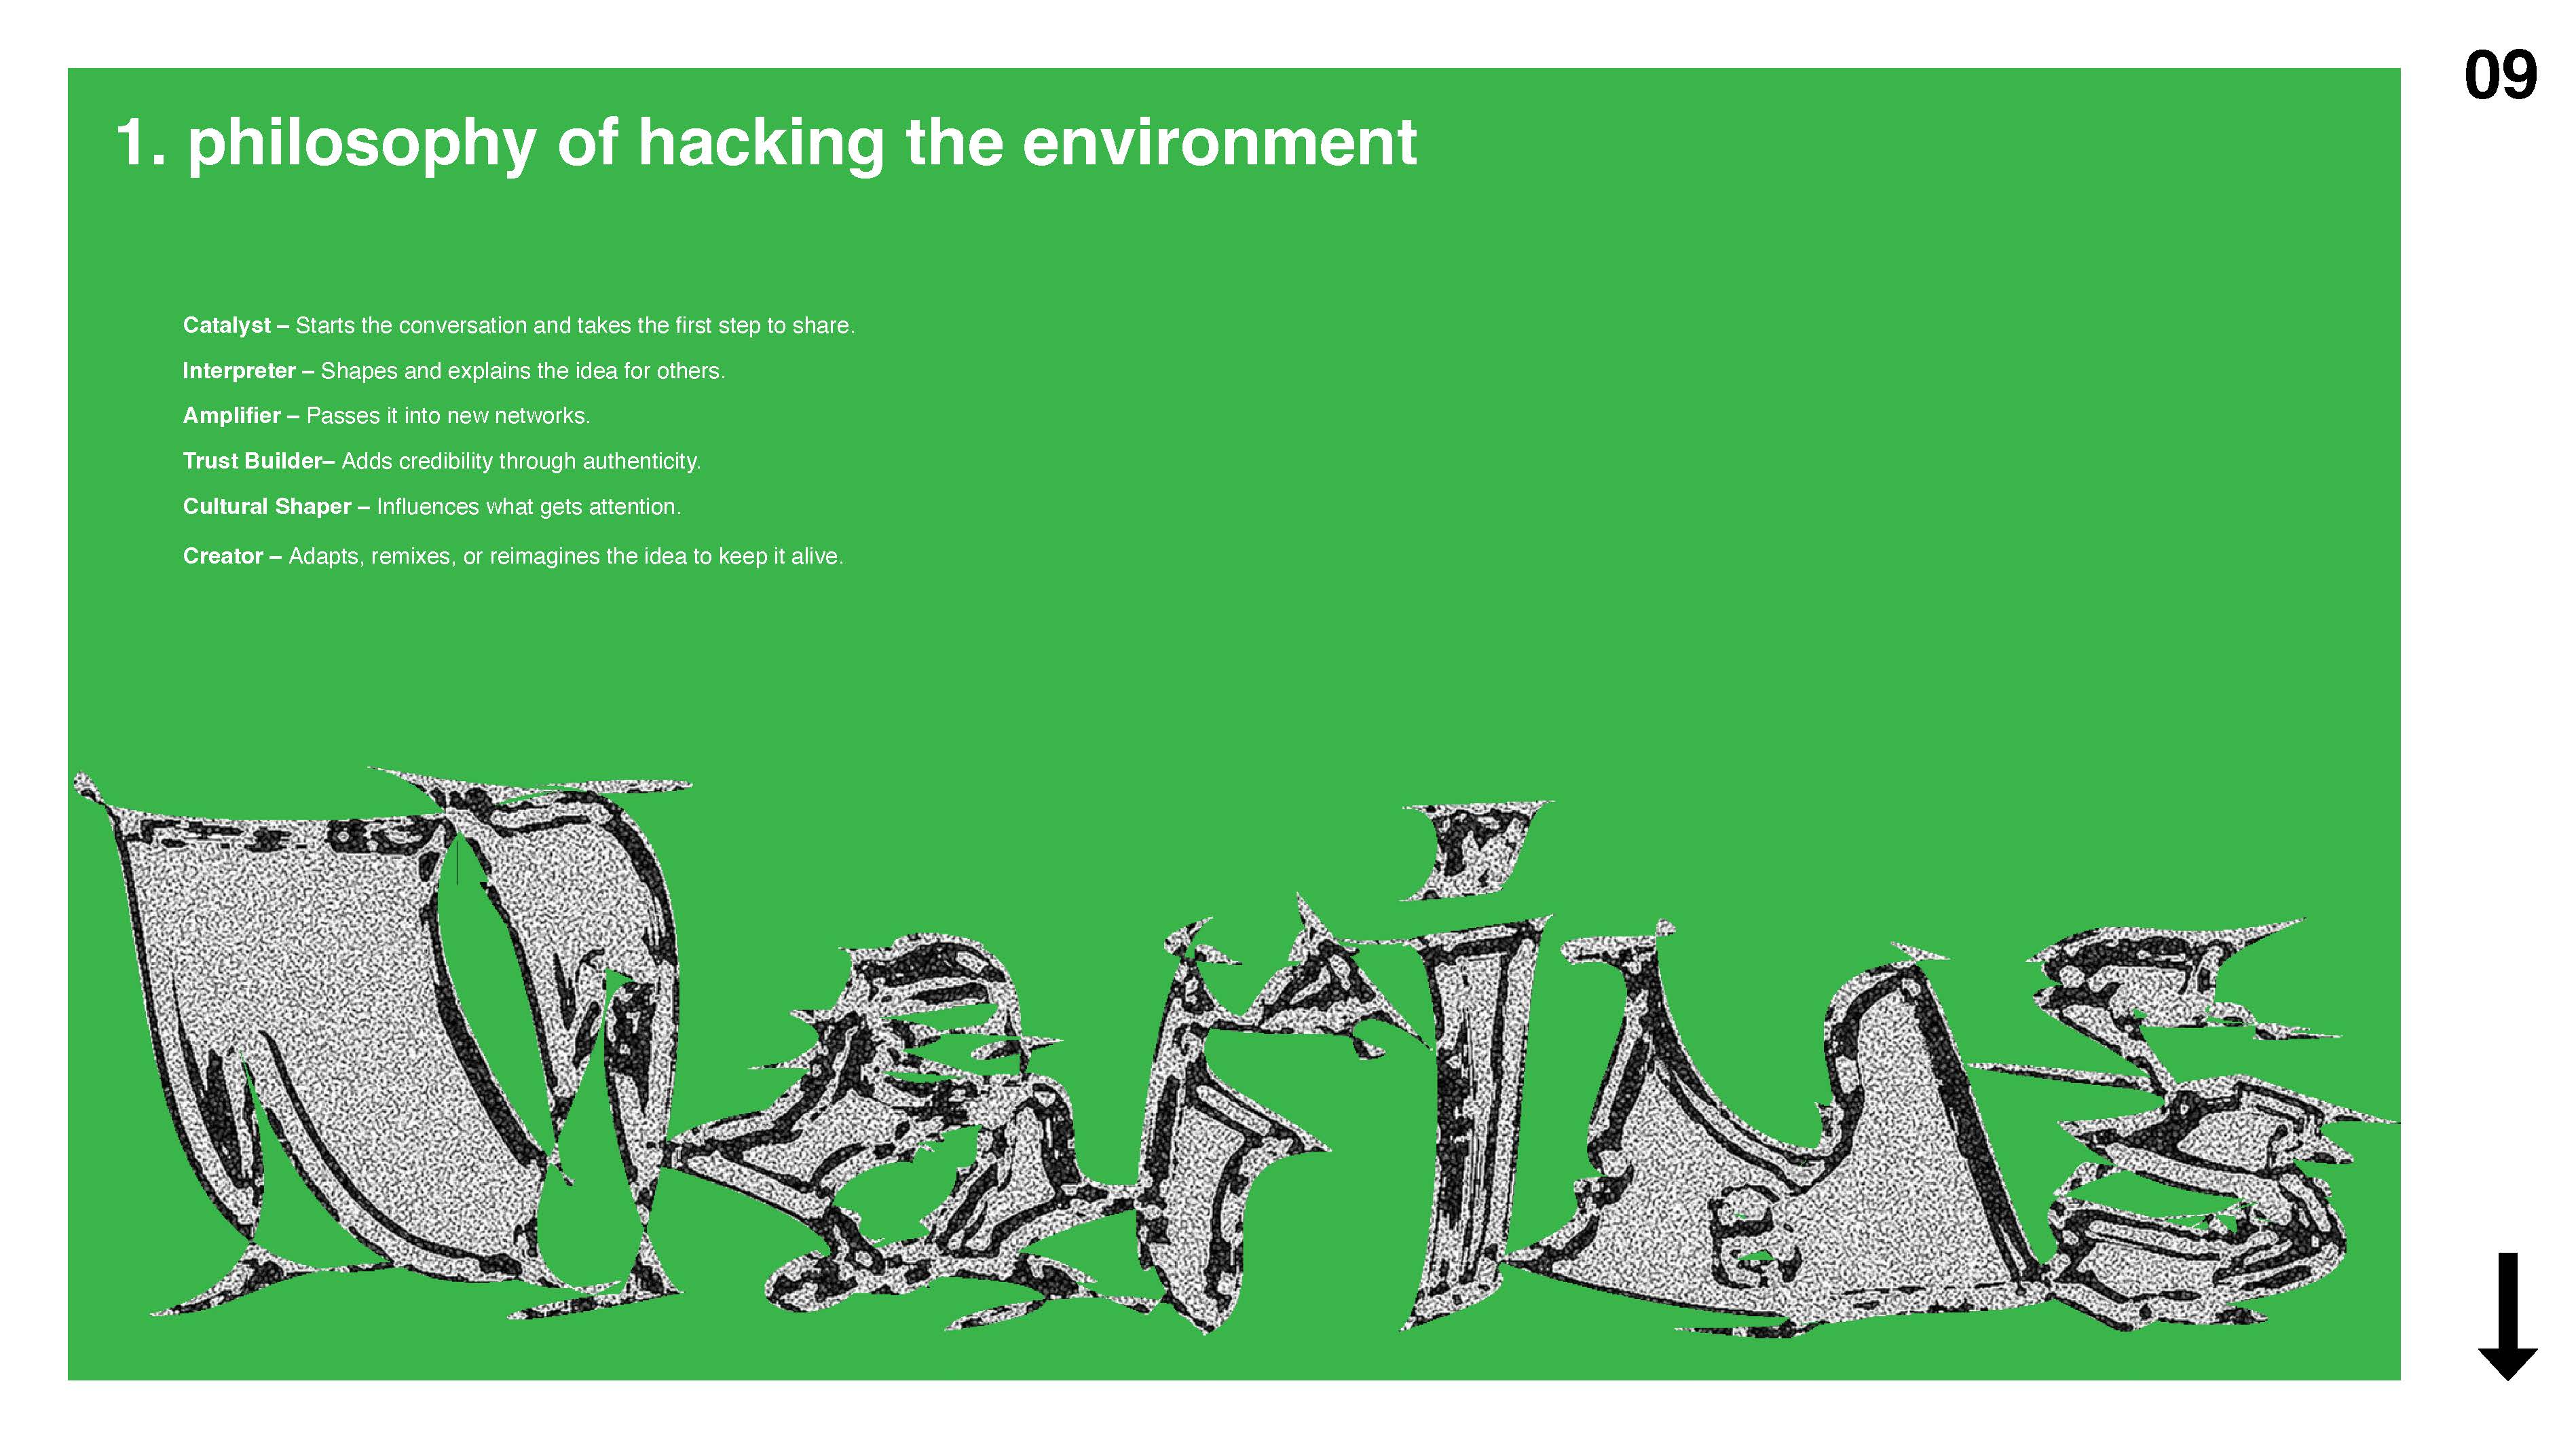 09
1. philosophy of hacking the environment
Catalyst – Starts the conversation and takes the first step to share.
Interpreter – Shapes and explains the idea for others.
Amplifier – Passes it into new networks.
Trust Builder– Adds credibility through authenticity.
Cultural Shaper – Influences what gets attention.
Creator – Adapts, remixes, or reimagines the idea to keep it alive.